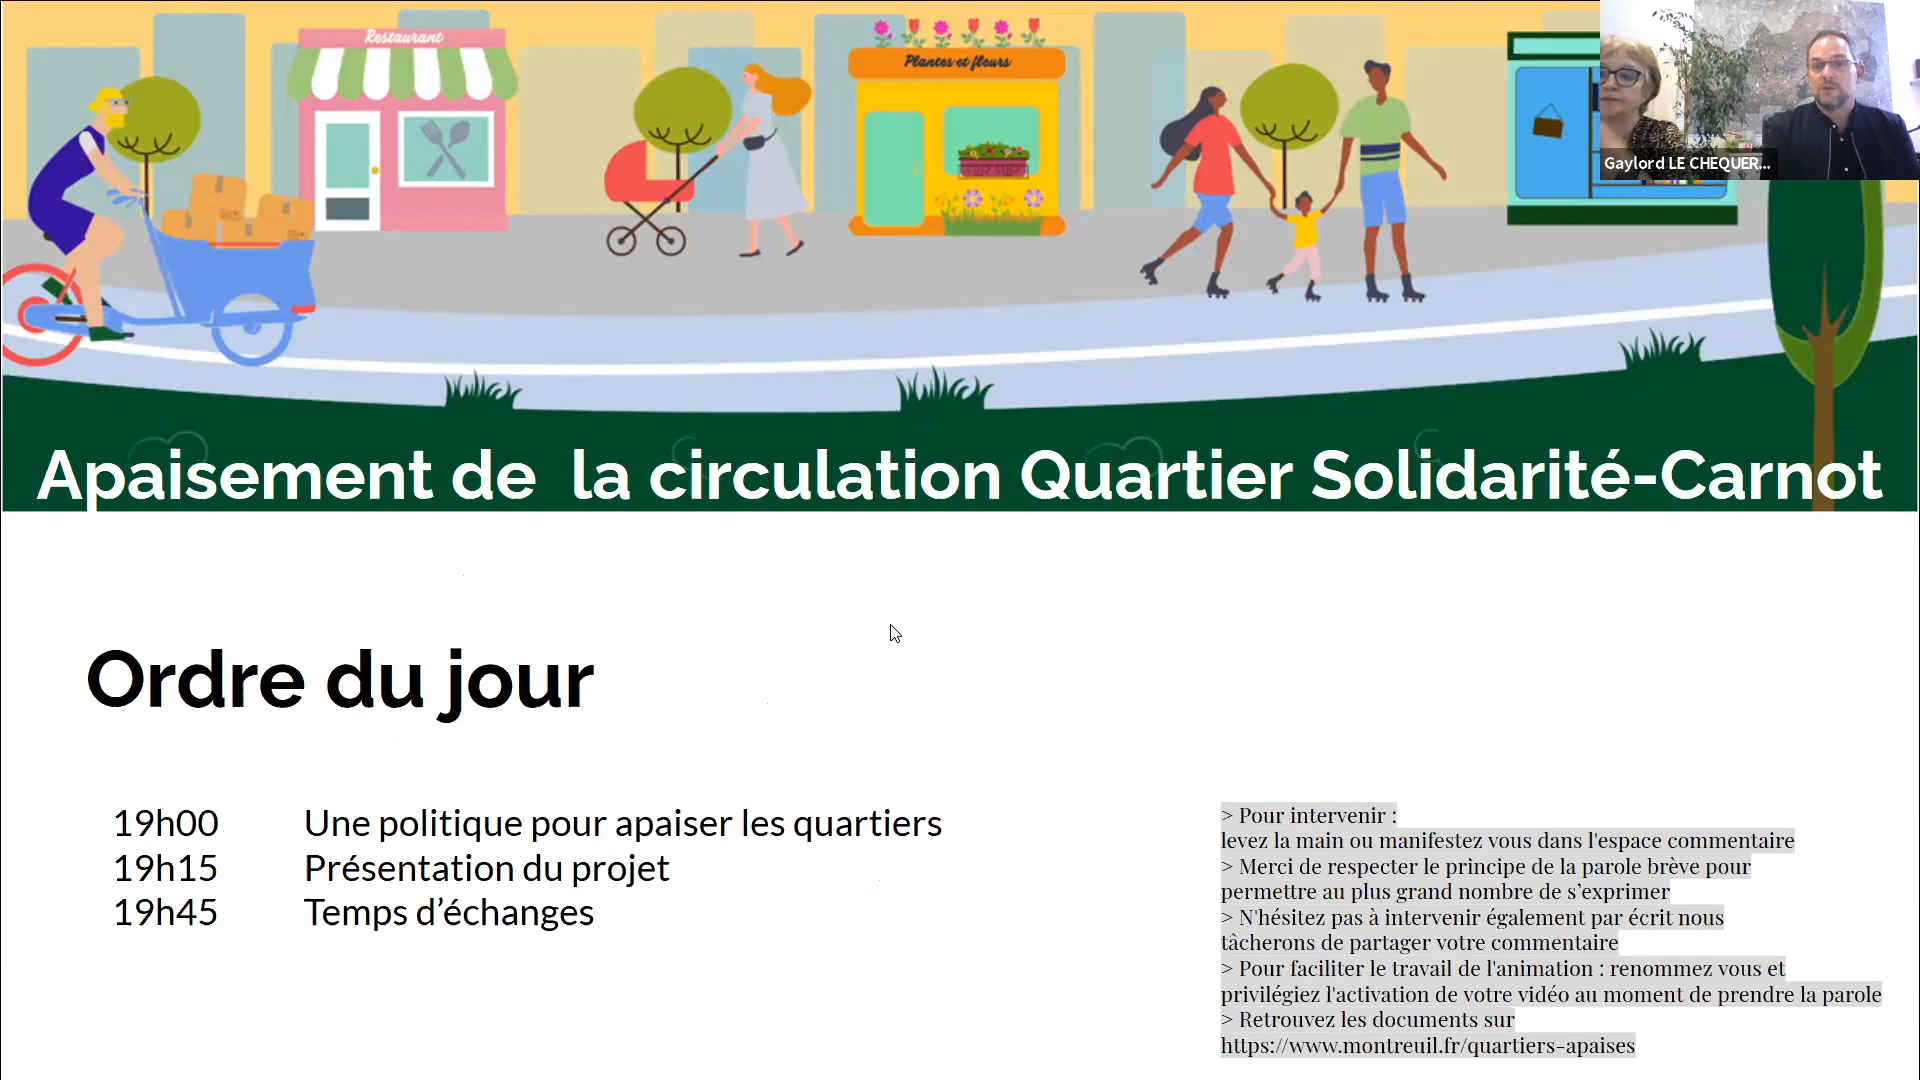 Restaurant
Plantes et fleurs
Gaylord LE CHEQUER...
Apaisement de la circulation Quartier Solidarité-Carnot
Ordre du jour
19h00 Une politique pour apaiser les quartiers
19h15 Présentation du projet
19h45 Temps d’échanges
> Pour intervenir :
levez la main ou manifestez vous dans l'espace commentaire
> Merci de respecter le principe de la parole brève pour
permettre au plus grand nombre de s’exprimer
> N'hésitez pas à intervenir également par écrit nous
tâcherons de partager votre commentaire
> Pour faciliter le travail de l'animation : renommez vous et
privilégiez l'activation de votre vidéo au moment de prendre la parole
> Retrouvez les documents sur
https://www.montreuil.fr/quartiers-apaises